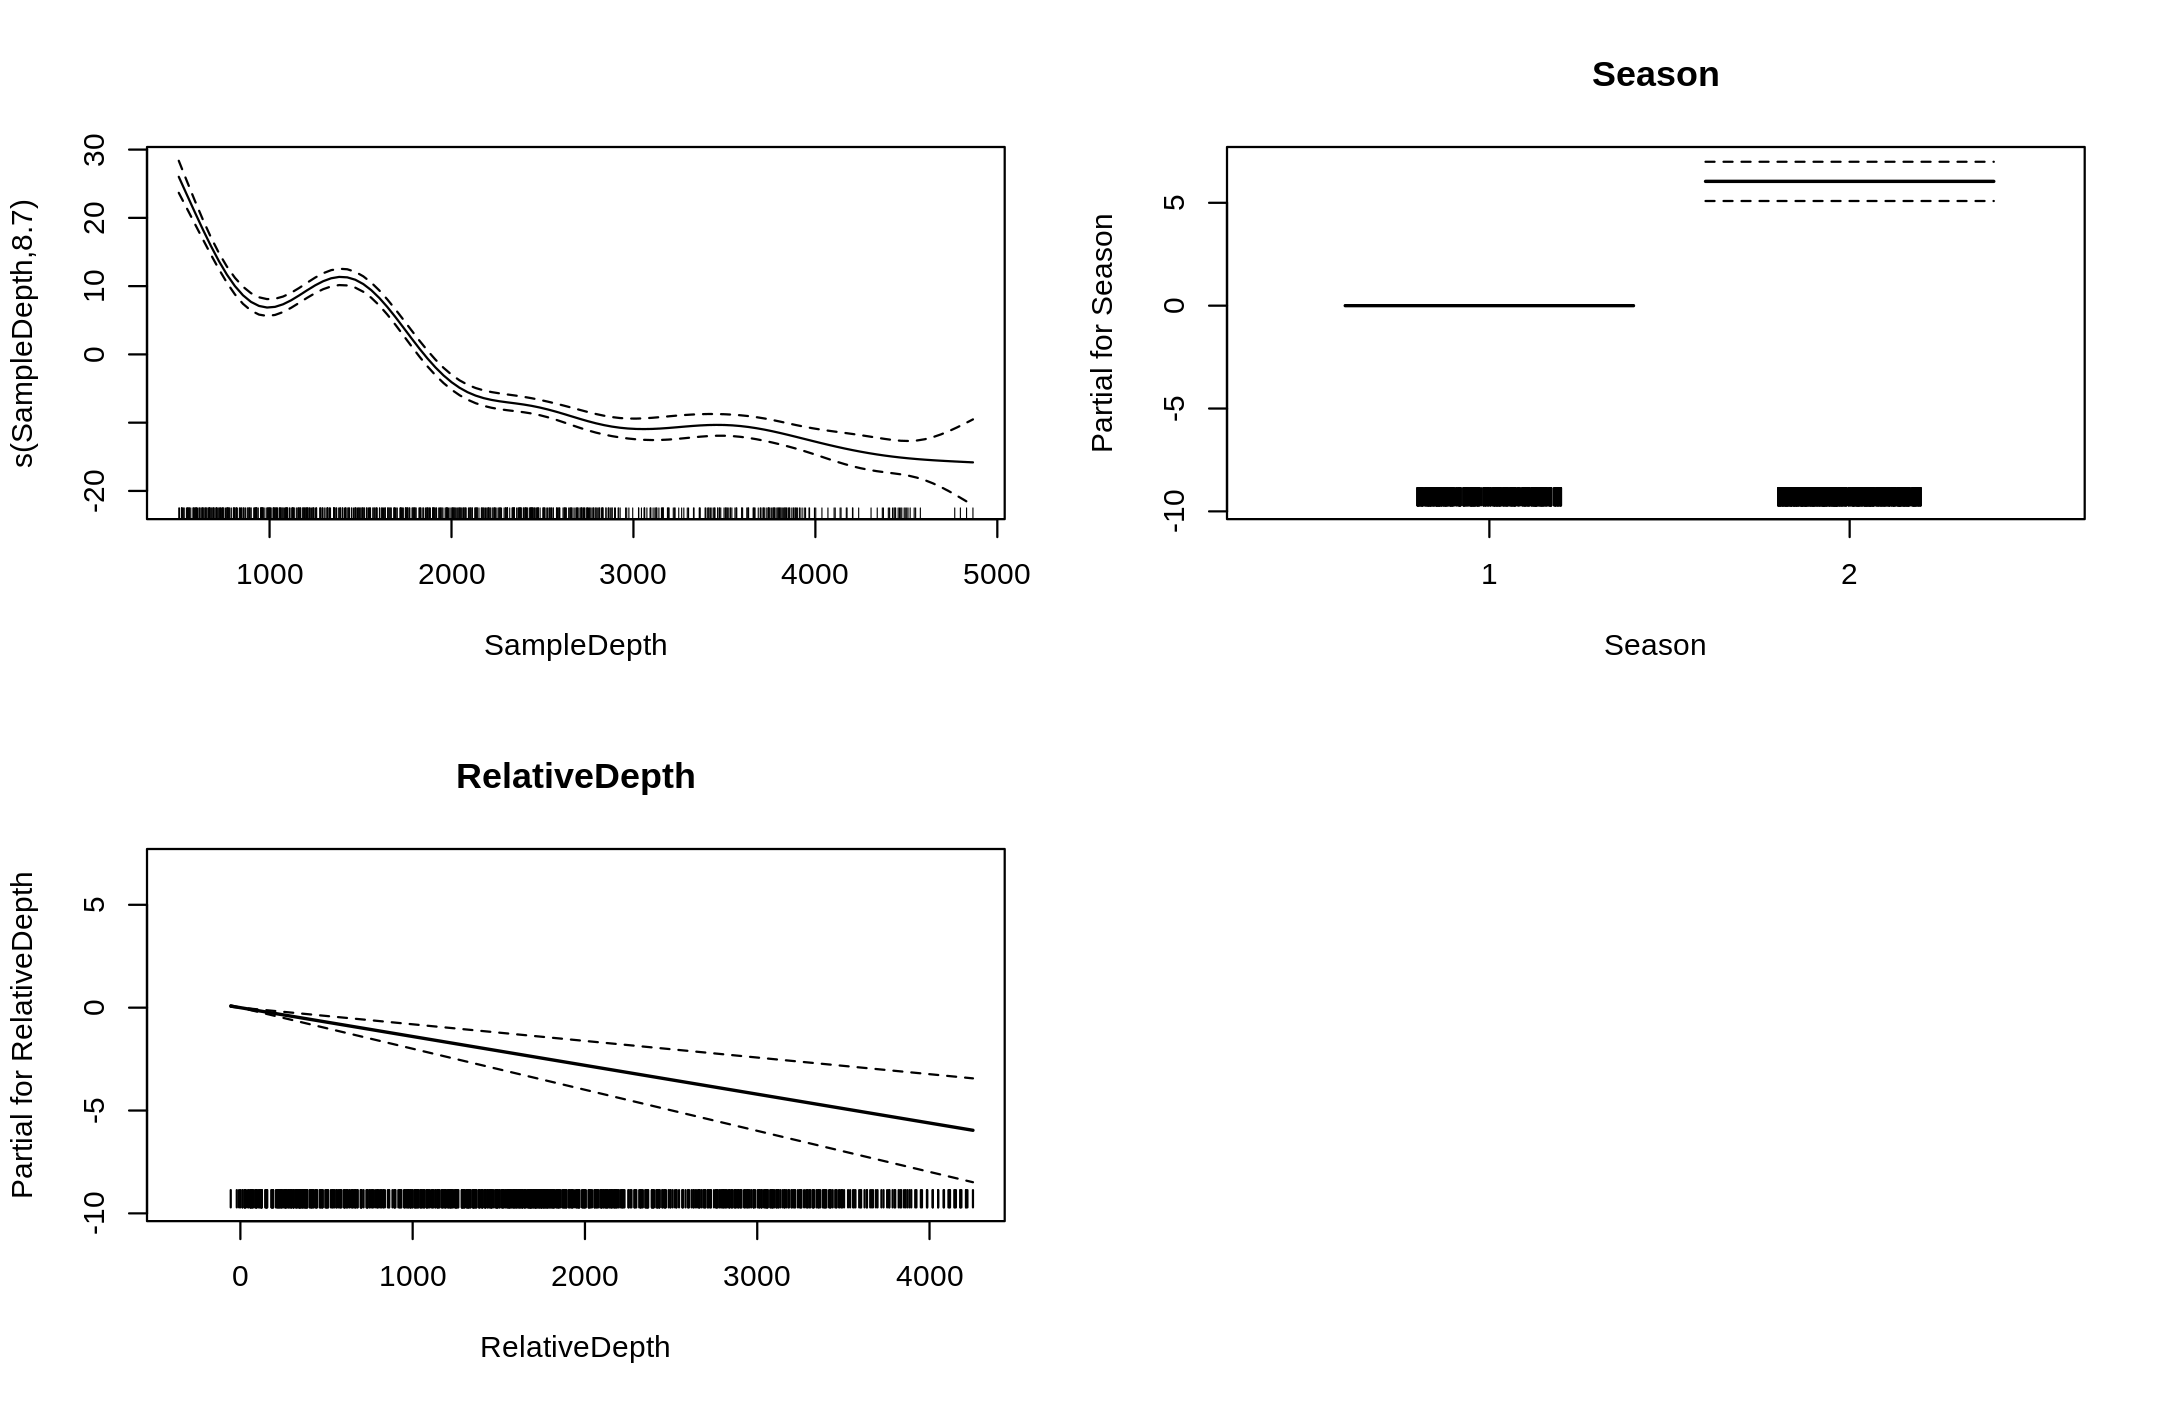 s(SampleDepth,8.7)
30
20
10
0
-20
1000 2000 3000 4000 5000
SampleDepth
Season
Partial for Season
5
0
-5
-10
1 2
Season
RelativeDepth
Partial for RelativeDepth
5
0
-5
-10
0 1000 2000 3000 4000
RelativeDepth